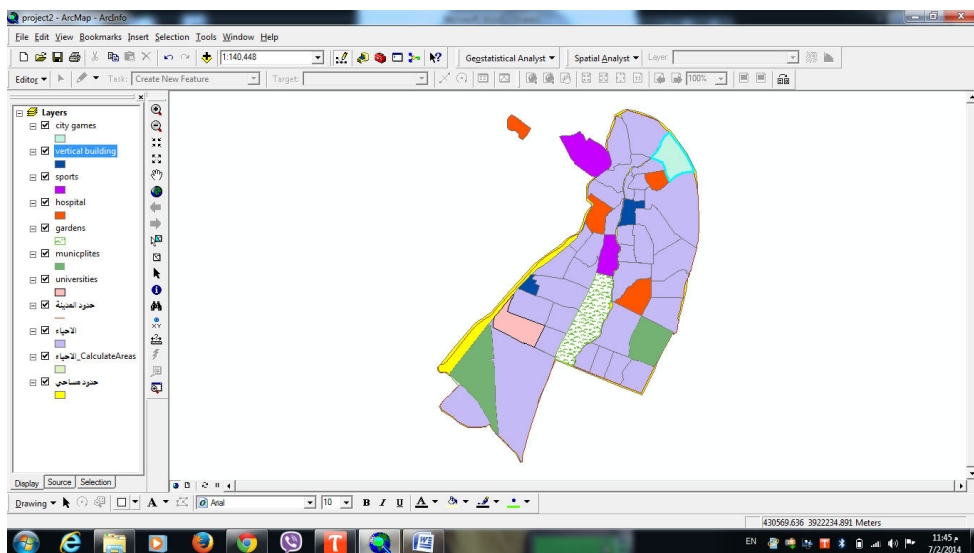 project2 - ArcMap - ArcInfo
File Edit View Bookmarks Insert Selection Tools Window Help
1:140,448 Geostatistical Analyst Spatial Analyst Layer:
Editor Task: Create New Feature Target: 100%
Layers
city games
vertical building
sports
hospital
gardens
municplites
universities
حدود المدينة
الاحياء
الاحياء_CalculateAreas
حدود مساحي
Display Source Selection
Drawing A Arial 10 B I U A
430569.636 3922234.891 Meters
EN 11:45 م
7/2/2014